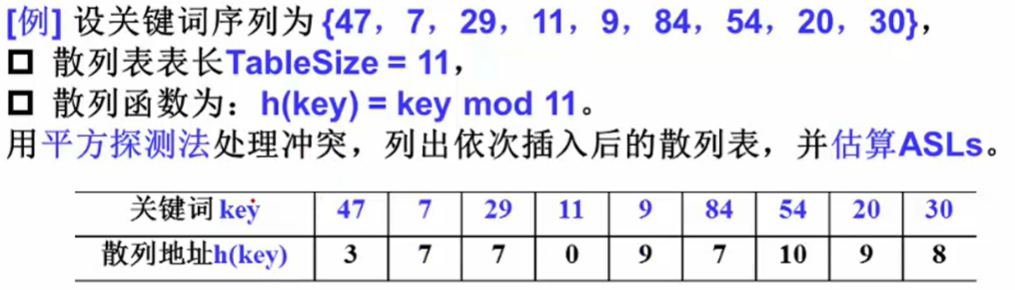 [例] 设关键词序列为{47，7，29，11，9，84，54，20，30}，
散列表表长TableSize = 11，
散列函数为：h(key) = key mod 11。
用平方探测法处理冲突，列出依次插入后的散列表，并估算ASLs。
关键词 key 47 7 29 11 9 84 54 20 30
散列地址h(key) 3 7 7 0 9 7 10 9 8